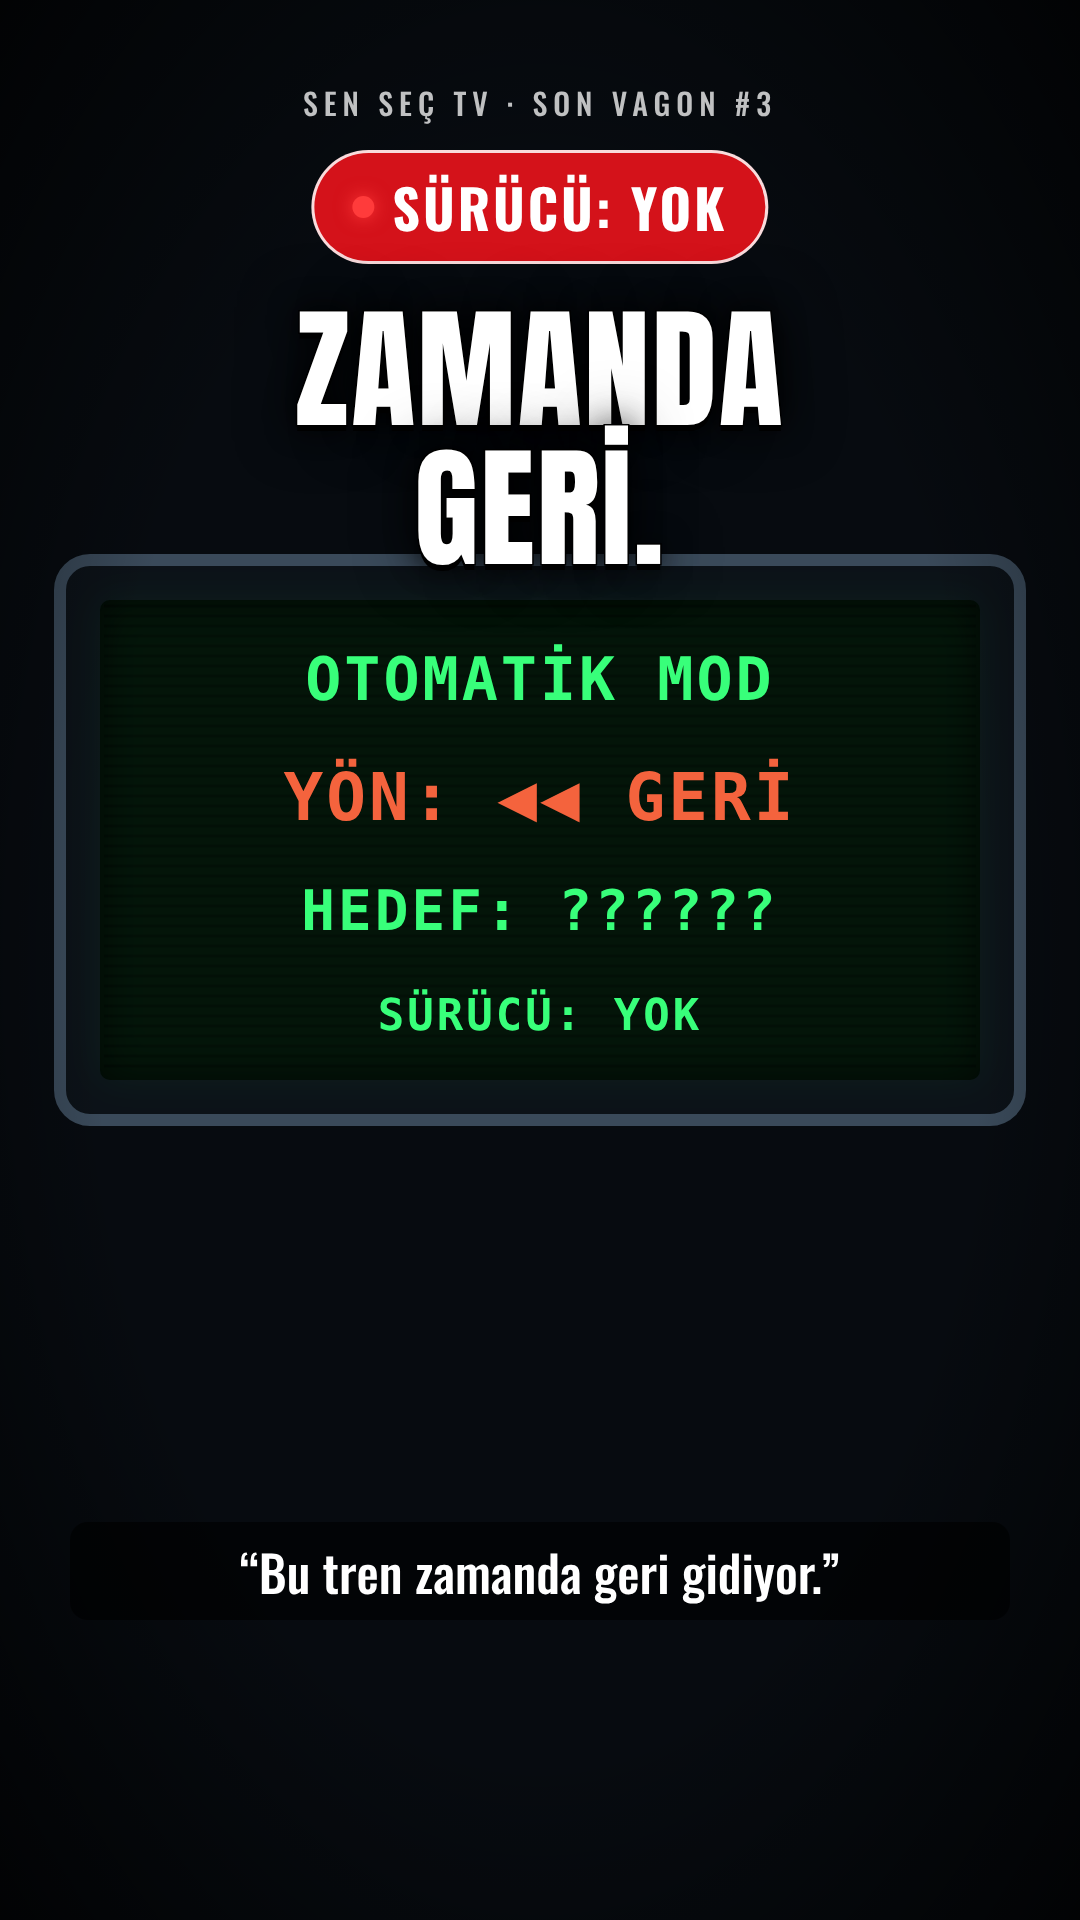 SEN SEÇ TV · SON VAGON #3
SÜRÜCÜ: YOK
ZAMANDA
GERİ.
OTOMATİK MOD
YÖN: ◀◀ GERİ
HEDEF: ??????
SÜRÜCÜ: YOK
“Bu tren zamanda geri gidiyor.”